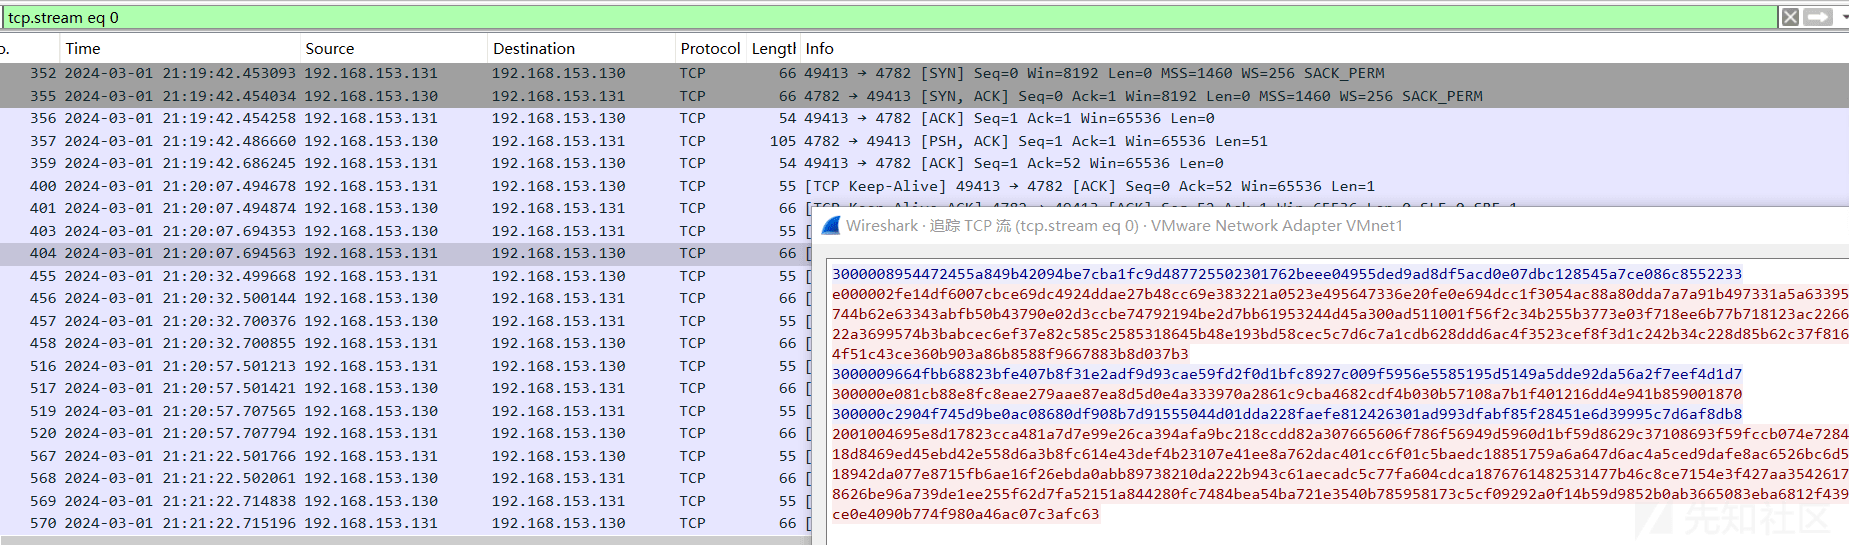 tcp.stream eq 0
o. Time Source Destination Protocol Length Info
352 2024-03-01 21:19:42.453093 192.168.153.131 192.168.153.130 TCP 66 49413 → 4782 [SYN] Seq=0 Win=8192 Len=0 MSS=1460 WS=256 SACK_PERM
355 2024-03-01 21:19:42.454034 192.168.153.130 192.168.153.131 TCP 66 4782 → 49413 [SYN, ACK] Seq=0 Ack=1 Win=8192 Len=0 MSS=1460 WS=256 SACK_PERM
356 2024-03-01 21:19:42.454258 192.168.153.131 192.168.153.130 TCP 54 49413 → 4782 [ACK] Seq=1 Ack=1 Win=65536 Len=0
357 2024-03-01 21:19:42.486660 192.168.153.130 192.168.153.131 TCP 105 4782 → 49413 [PSH, ACK] Seq=1 Ack=1 Win=65536 Len=51
359 2024-03-01 21:19:42.686245 192.168.153.131 192.168.153.130 TCP 54 49413 → 4782 [ACK] Seq=1 Ack=52 Win=65536 Len=0
400 2024-03-01 21:20:07.494678 192.168.153.131 192.168.153.130 TCP 55 [TCP Keep-Alive] 49413 → 4782 [ACK] Seq=0 Ack=52 Win=65536 Len=1
401 2024-03-01 21:20:07.494874 192.168.153.130 192.168.153.131 TCP 66 [TCP Keep-Alive ACK] 4782 → 49413 [ACK] Seq=52 Ack=1 Win=65536 Len=0 SLE=0 SRE=1
403 2024-03-01 21:20:07.694353 192.168.153.130 192.168.153.131 TCP 55 [
404 2024-03-01 21:20:07.694563 192.168.153.131 192.168.153.130 TCP 66 [
455 2024-03-01 21:20:32.499668 192.168.153.131 192.168.153.130 TCP 55 [
456 2024-03-01 21:20:32.500144 192.168.153.130 192.168.153.131 TCP 66 [
457 2024-03-01 21:20:32.700376 192.168.153.130 192.168.153.131 TCP 55 [
458 2024-03-01 21:20:32.700855 192.168.153.131 192.168.153.130 TCP 66 [
516 2024-03-01 21:20:57.501213 192.168.153.131 192.168.153.130 TCP 55 [
517 2024-03-01 21:20:57.501421 192.168.153.130 192.168.153.131 TCP 66 [
519 2024-03-01 21:20:57.707565 192.168.153.130 192.168.153.131 TCP 55 [
520 2024-03-01 21:20:57.707794 192.168.153.131 192.168.153.130 TCP 66 [
567 2024-03-01 21:21:22.501766 192.168.153.131 192.168.153.130 TCP 55 [
568 2024-03-01 21:21:22.502061 192.168.153.130 192.168.153.131 TCP 66 [
569 2024-03-01 21:21:22.714838 192.168.153.130 192.168.153.131 TCP 55 [
570 2024-03-01 21:21:22.715196 192.168.153.131 192.168.153.130 TCP 66 [
Wireshark · 追踪 TCP 流 (tcp.stream eq 0) · VMware Network Adapter VMnet1
3000008954472455a849b42094be7cba1fc9d487725502301762beee04955ded9ad8df5acd0e07dbc128545a7ce086c8552233
e000002fe14df6007cbce69dc4924ddae27b48cc69e383221a0523e495647336e20fe0e694dcc1f3054ac88a80dda7a7a91b497331a5a63395
744b62e63343abfb50b43790e02d3ccbe74792194be2d7bb61953244d45a300ad511001f56f2c34b255b3773e03f718ee6b77b718123ac2266
22a3699574b3babcec6ef37e82c585c2585318645b48e193bd58cec5c7d6c7a1cdb628ddd6ac4f3523cef8f3d1c242b34c228d85b62c37f816
4f51c43ce360b903a86b8588f9667883b8d037b3
3000009664fbb68823bfe407b8f31e2adf9d93cae59fd2f0d1bfc8927c009f5956e5585195d5149a5dde92da56a2f7eef4d1d7
300000e081cb88e8fc8eae279aae87ea8d5d0e4a333970a2861c9cba4682cdf4b030b57108a7b1f401216dd4e941b859001870
300000c2904f745d9be0ac08680df908b7d91555044d01dda228faefe812426301ad993dfabf85f28451e6d39995c7d6af8db8
2001004695e8d17823cca481a7d7e99e26ca394afa9bc218ccdd82a307665606f786f56949d5960d1bf59d8629c37108693f59fccb074e7284
18d8469ed45ebd42e558d6a3b8fc614e43def4b23107e41ee8a762dac401cc6f01c5baedc18851759a6a647d6ac4a5ced9dafe8ac6526bc6d5
18942da077e8715fb6ae16f26ebda0abb89738210da222b943c61aecadc5c77fa604cdca1876761482531477b46c8ce7154e3f427aa3542617
8626be96a739de1ee255f62d7fa52151a844280fc7484bea54ba721e3540b785958173c5cf09292a0f14b59d9852b0ab3665083eba6812f439
ce0e4090b774f980a46ac07c3afc63
先知社区